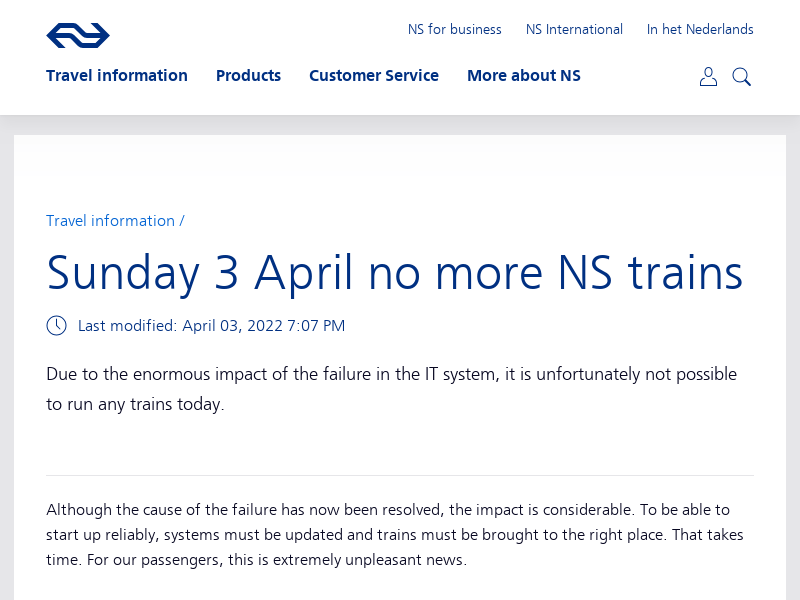 NS for business NS International In het Nederlands
Travel information Products Customer Service More about NS
Travel information /
Sunday 3 April no more NS trains
Last modified: April 03, 2022 7:07 PM
Due to the enormous impact of the failure in the IT system, it is unfortunately not possible
to run any trains today.
Although the cause of the failure has now been resolved, the impact is considerable. To be able to
start up reliably, systems must be updated and trains must be brought to the right place. That takes
time. For our passengers, this is extremely unpleasant news.